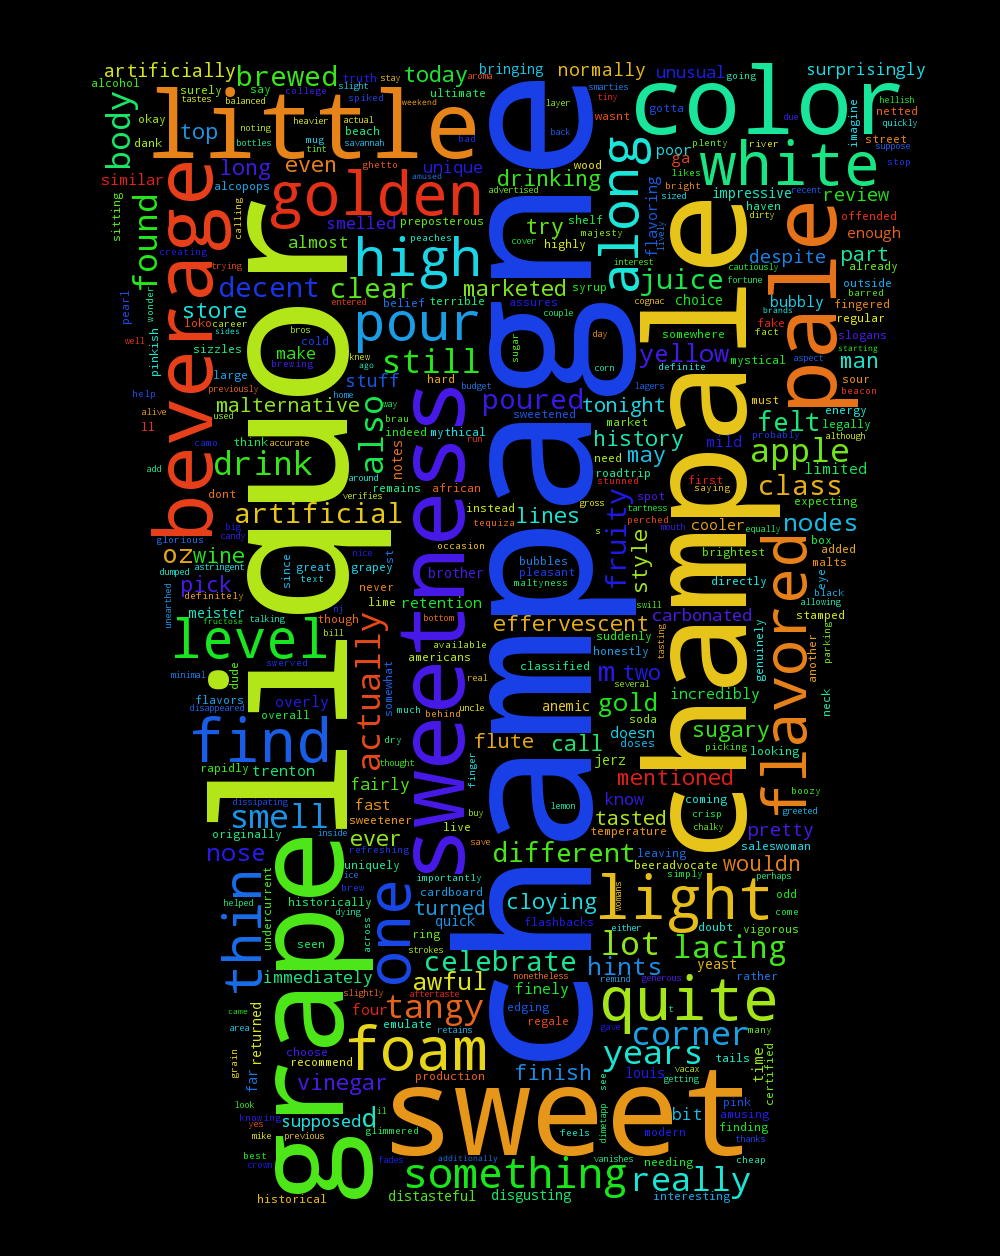 artificially
brewed
today
bringing
normally
unusual
going
surprisingly
alcohol
surely
say
truth
stay
aroma
ultimate
smarties
tiny
gotta
hellish
tastes
balanced
college
slight
spiked
weekend
layer
netted
body
okay
noting
heavier
actual
beach
little
wasnt
color
due
imagine
quickly
dank
top
bottles
mug
tint
savannah
bad
back
poor
ga
plenty
river
street
suppose
stop
similar
long
even
ghetto
unique
wood
likes
white
alcopops
golden
amused
drinking
advertised
along
flavoring
bright
sized
impressive
review
sitting
found
beverage
calling
smelled
preposterous
try
shelf
majesty
haven
dirty
recent
offended
creating
almost
peaches
cover
highly
lively
despite
enough
part
trying
high
interest
cautiously
already
decent
clear
entered
belief
terrible
marketed
assures
syrup
juice
fortune
outside
pearl
wonder
store
couple
cognac
choice
bubbly
brands
barred
fingered
loko
career
bros
pour
sugar
day
somewhere
fake
regular
pinkish
well
sides
cold
fact
slogans
sizzles
make
knew
still
corn
yellow
mystical
starting
brewing
ago
large
stuff
hard
budget
lagers
definite
aspect
man
previously
home
sour
help
malternative
also
way
poured
sweetened
tonight
must
energy
beacon
alive
used
brau
market
pale
felt
legally
ll
camo
think
accurate
indeed
mythical
run
history
mild
probably
although
add
drink
notes
need
may
apple
limited
dont
around
remains
african
roadtrip
stunned
first
saying
expecting
verifies
instead
spot
class
glorious
big
candy
artificial
tequiza
lines
gross
tartness
perched
mouth
cooler
equally
nodes
oz
wine
occasion
s
fruity
style
brightest
box
added
dumped
astringent
since
great
nice
grapey
st
bubbles
pleasant
maltyness
directly
eye
malts
pick
text
never
brother
swill
black
allowing
unearthed
definitely
meister
nj
lime
retention
carbonated
stamped
fructose
talking
though
bottom
effervescent
suddenly
tasting
level
bill
actually
available
honestly
genuinely
flavored
another
parking
minimal
dude
swerved
americans
classified
m
two
several
flavors
overly
somewhat
real
incredibly
neck
disappeared
overall
much
behind
uncle
anemic
gold
soda
find
dry
flute
call
doesn
sugary
rapidly
trenton
thought
finger
doses
picking
looking
jerz
mentioned
fairly
boozy
dissipating
fast
buy
lemon
know
coming
greeted
smell
sweetener
live
tasted
crisp
originally
inside
ever
save
temperature
chalky
pretty
nose
refreshing
different
leaving
saleswoman
uniquely
importantly
beeradvocate
wouldn
ice
simply
perhaps
thin
undercurrent
brew
one
cardboard
cloying
womans
light
odd
helped
historically
turned
come
dying
quick
flashbacks
either
doubt
vigorous
seen
across
ring
lot
lacing
strokes
celebrate
hints
yeast
immediately
awful
nonetheless
finely
remind
generous
rather
slightly
aftertaste
came
four
tangy
edging
quite
t
area
returned
emulate
retains
regale
gave
corner
many
grain
choose
foam
years
time
certified
recommend
tails
far
vinegar
production
finish
see
louis
vacax
getting
look
knowing
supposed
il
d
dimetapp
bit
pink
amusing
yes
mike
previous
glimmered
feels
modern
finding
thanks
best
crown
fades
additionally
sweet
vanishes
needing
cheap
something
really
historical
distasteful
disgusting
interesting
grape
liquor
sweetness
champagne
champale